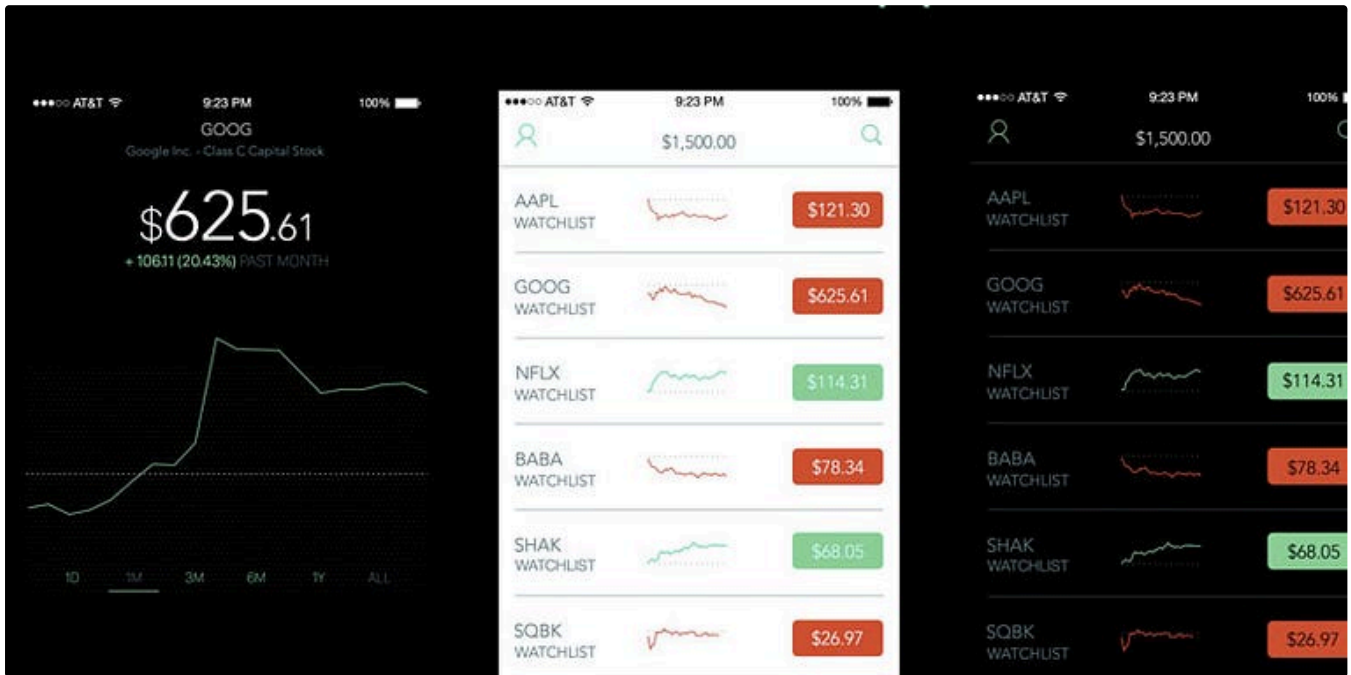 AT&T 9:23 PM 100%
GOOG
Google Inc. - Class C Capital Stock
$625.61
+ 106.11 (20.43%) PAST MONTH
1D 1M 3M 6M 1Y ALL
AT&T 9:23 PM 100%
$1,500.00
AAPL
WATCHLIST
$121.30
GOOG
WATCHLIST
$625.61
NFLX
WATCHLIST
$114.31
BABA
WATCHLIST
$78.34
SHAK
WATCHLIST
$68.05
SQBK
WATCHLIST
$26.97
AT&T 9:23 PM 100%
$1,500.00
AAPL
WATCHLIST
$121.30
GOOG
WATCHLIST
$625.61
NFLX
WATCHLIST
$114.31
BABA
WATCHLIST
$78.34
SHAK
WATCHLIST
$68.05
SQBK
WATCHLIST
$26.97